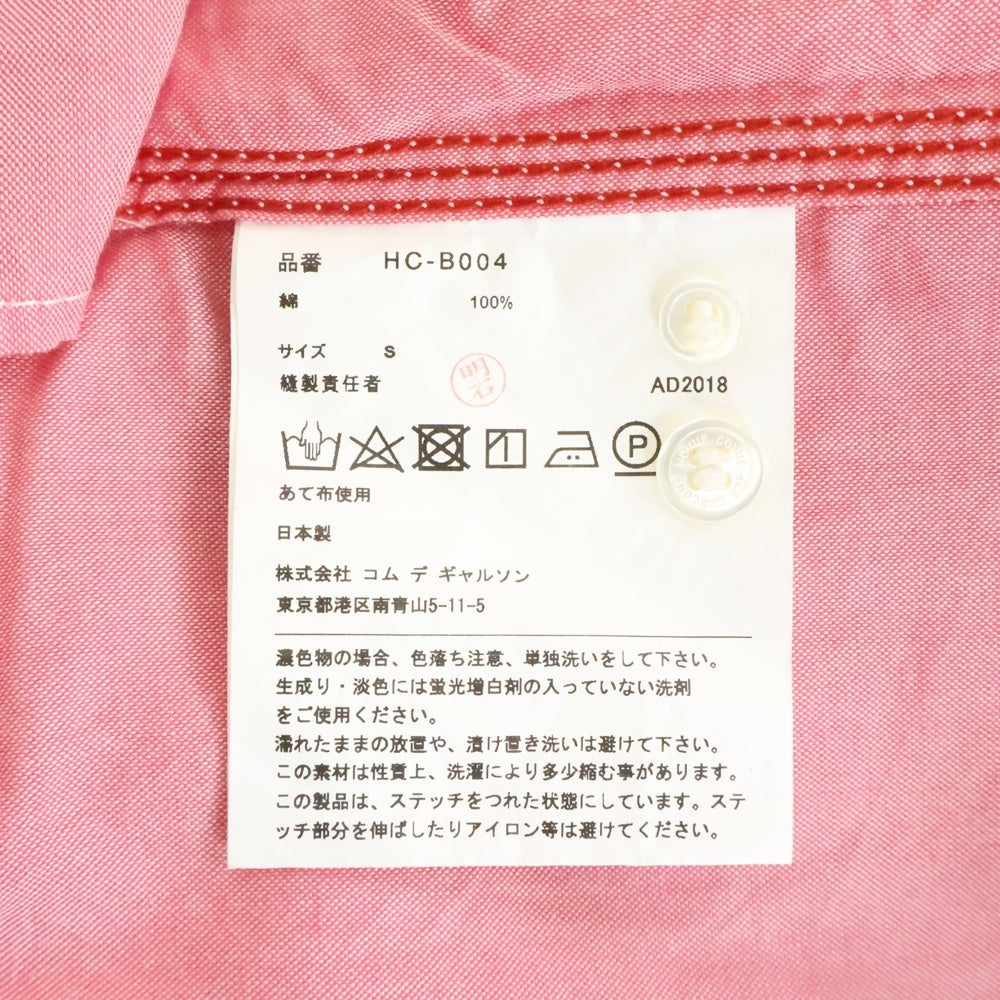 品番 HC-B004
綿 100%
サイズ S
縫製責任者 明石 AD2018
P
あて布使用
日本製
株式会社 コム デ ギャルソン
東京都港区南青山5-11-5
濃色物の場合、色落ち注意、単独洗いをして下さい。
生成り・淡色には蛍光増白剤の入っていない洗剤
をご使用ください。
濡れたままの放置や、漬け置き洗いは避けて下さい。
この素材は性質上、洗濯により多少縮む事があります。
この製品は、ステッチをつれた状態にしています。ステ
ッチ部分を伸ばしたりアイロン等は避けてください。